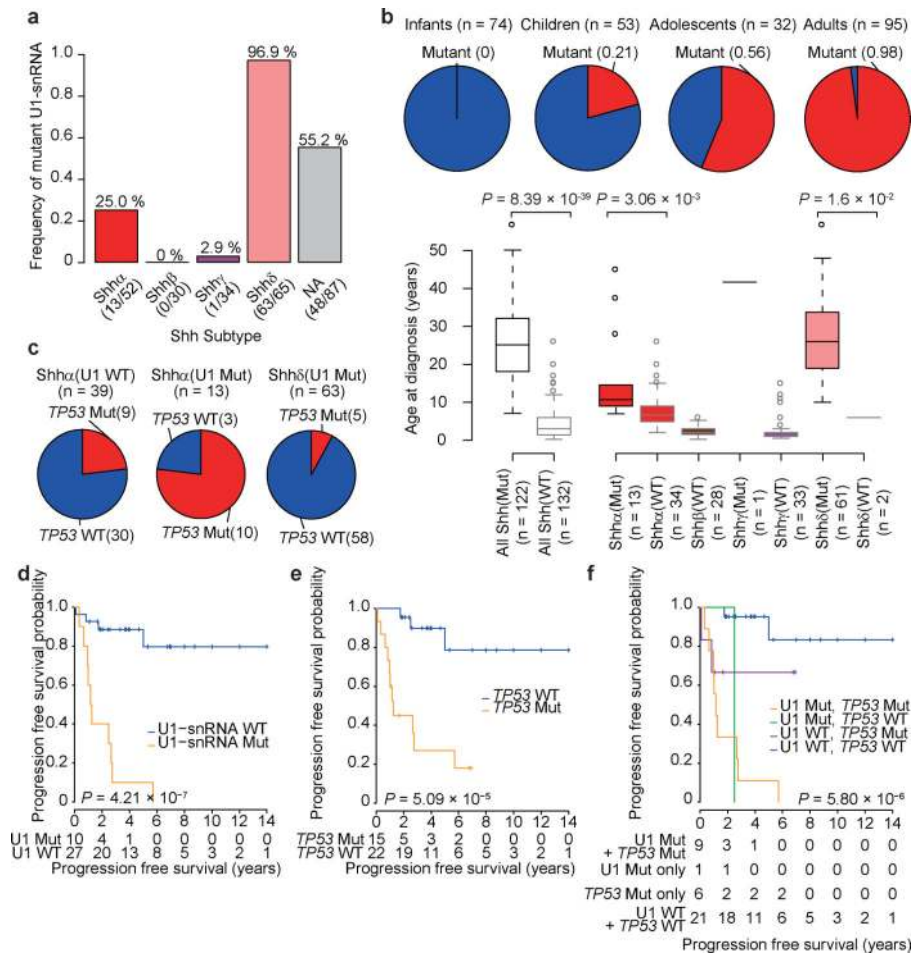 a
Frequency of mutant U1-snRNA
1.0
0.8
0.6
0.4
0.2
0
25.0 %
0 %
2.9 %
96.9 %
55.2 %
Shhα
(13/52)
Shhβ
(0/30)
Shhγ
(1/34)
Shhδ
(63/65)
NA
(48/87)
Shh Subtype
b
Infants (n = 74)
Children (n = 53)
Adolescents (n = 32)
Adults (n = 95)
Mutant (0)
Mutant (0.21)
Mutant (0.56)
Mutant (0.98)
P = 8.39 × 10-39
P = 3.06 × 10-3
P = 1.6 × 10-2
Age at diagnosis (years)
50
40
30
20
10
0
All Shh(Mut)
(n = 122)
All Shh(WT)
(n = 132)
Shhα(Mut)
(n = 13)
Shhα(WT)
(n = 34)
Shhβ(WT)
(n = 28)
Shhγ(Mut)
(n = 1)
Shhγ(WT)
(n = 33)
Shhδ(Mut)
(n = 61)
Shhδ(WT)
(n = 2)
c
Shhα(U1 WT)
(n = 39)
TP53 Mut(9)
TP53 WT(30)
Shhα(U1 Mut)
(n = 13)
TP53 WT(3)
TP53 Mut(10)
Shhδ(U1 Mut)
(n = 63)
TP53 Mut(5)
TP53 WT(58)
d
Progression free survival probability
1.0
0.8
0.6
0.4
0.2
0
U1-snRNA WT
U1-snRNA Mut
P = 4.21 × 10-7
0 2 4 6 8 10 12 14
U1 Mut 10 4 1 0 0 0 0 0
U1 WT 27 20 13 8 5 3 2 1
Progression free survival (years)
e
Progression free survival probability
1.0
0.8
0.6
0.4
0.2
0
TP53 WT
TP53 Mut
P = 5.09 × 10-5
0 2 4 6 8 10 12 14
TP53 Mut 15 5 3 2 0 0 0 0
TP53 WT 22 19 11 6 5 3 2 1
Progression free survival (years)
f
Progression free survival probability
1.0
0.8
0.6
0.4
0.2
0
U1 Mut, TP53 Mut
U1 Mut, TP53 WT
U1 WT, TP53 Mut
U1 WT, TP53 WT
P = 5.80 × 10-6
0 2 4 6 8 10 12 14
U1 Mut
+ TP53 Mut 9 3 1 0 0 0 0 0
U1 Mut only 1 1 0 0 0 0 0 0
TP53 Mut only 6 2 2 2 0 0 0 0
U1 WT
+ TP53 WT 21 18 11 6 5 3 2 1
Progression free survival (years)